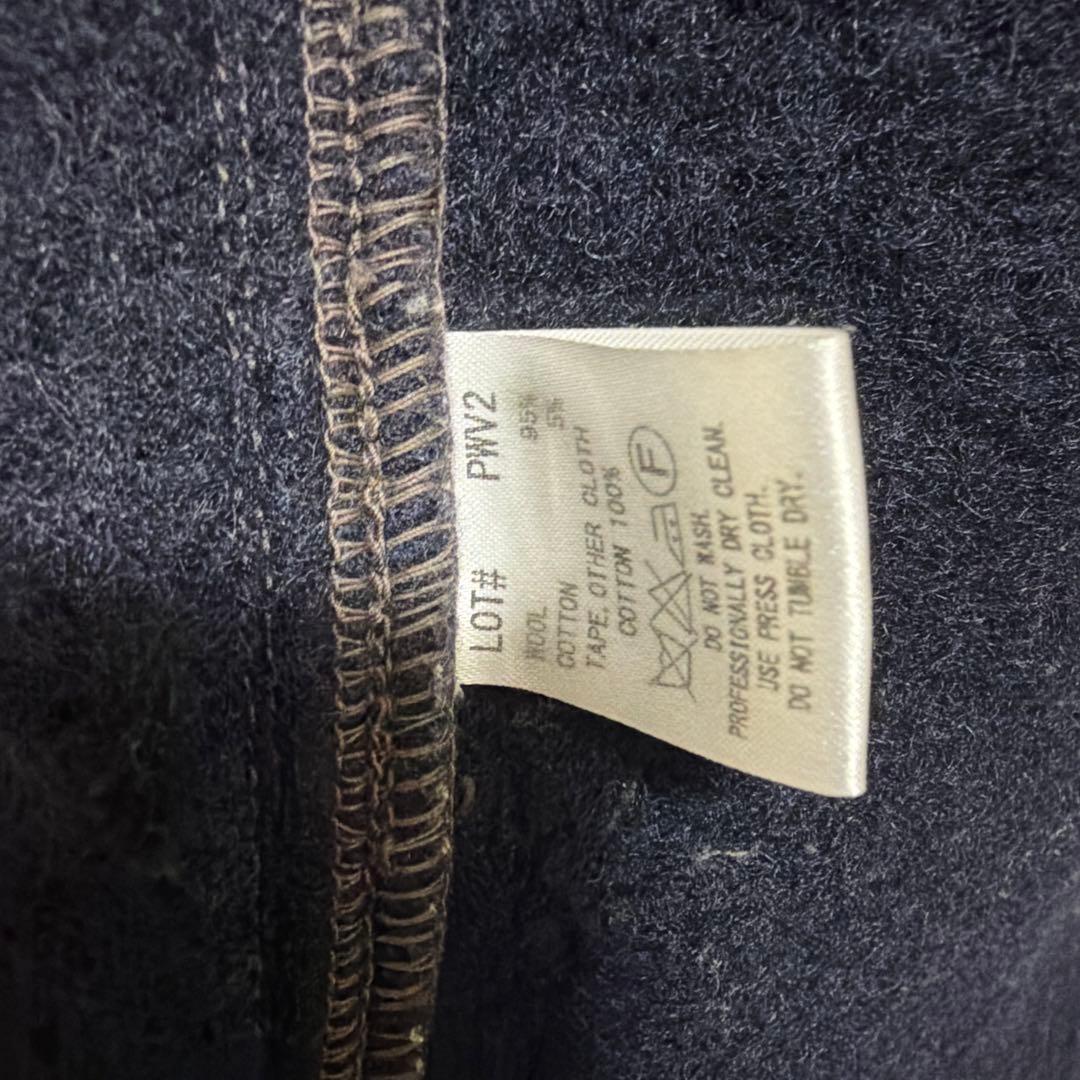 LOT# PWV2
WOOL 95%
COTTON 5%
TAPE, OTHER CLOTH
COTTON 100%
F
DO NOT WASH.
PROFESSIONALLY DRY CLEAN.
USE PRESS CLOTH.
DO NOT TUMBLE DRY.